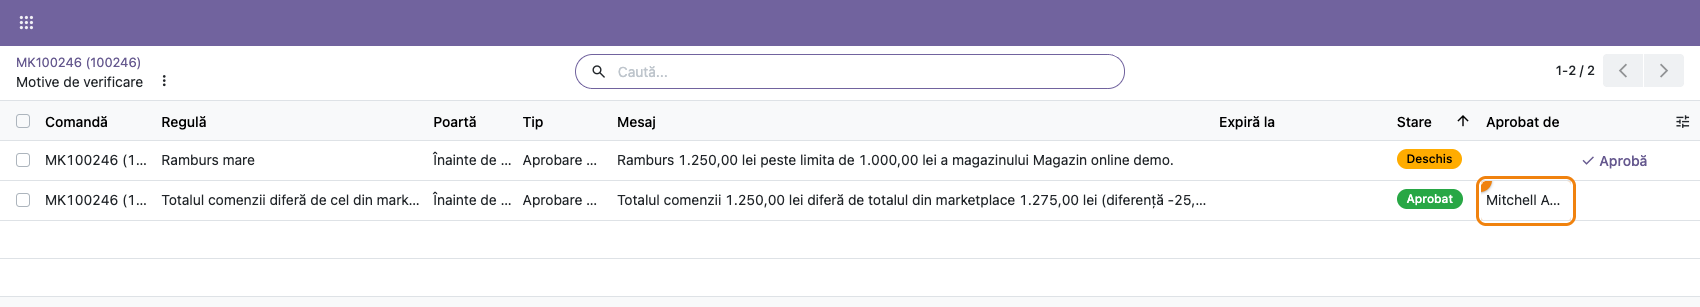 MK100246 (100246)
Motive de verificare
Caută...
1-2 / 2
Comandă Regulă Poartă Tip Mesaj Expiră la Stare Aprobat de
MK100246 (1... Ramburs mare Înainte de ... Aprobare ... Ramburs 1.250,00 lei peste limita de 1.000,00 lei a magazinului Magazin online demo. Deschis Aprobă
MK100246 (1... Totalul comenzii diferă de cel din mark... Înainte de ... Aprobare ... Totalul comenzii 1.250,00 lei diferă de totalul din marketplace 1.275,00 lei (diferență -25,... Aprobat Mitchell A...